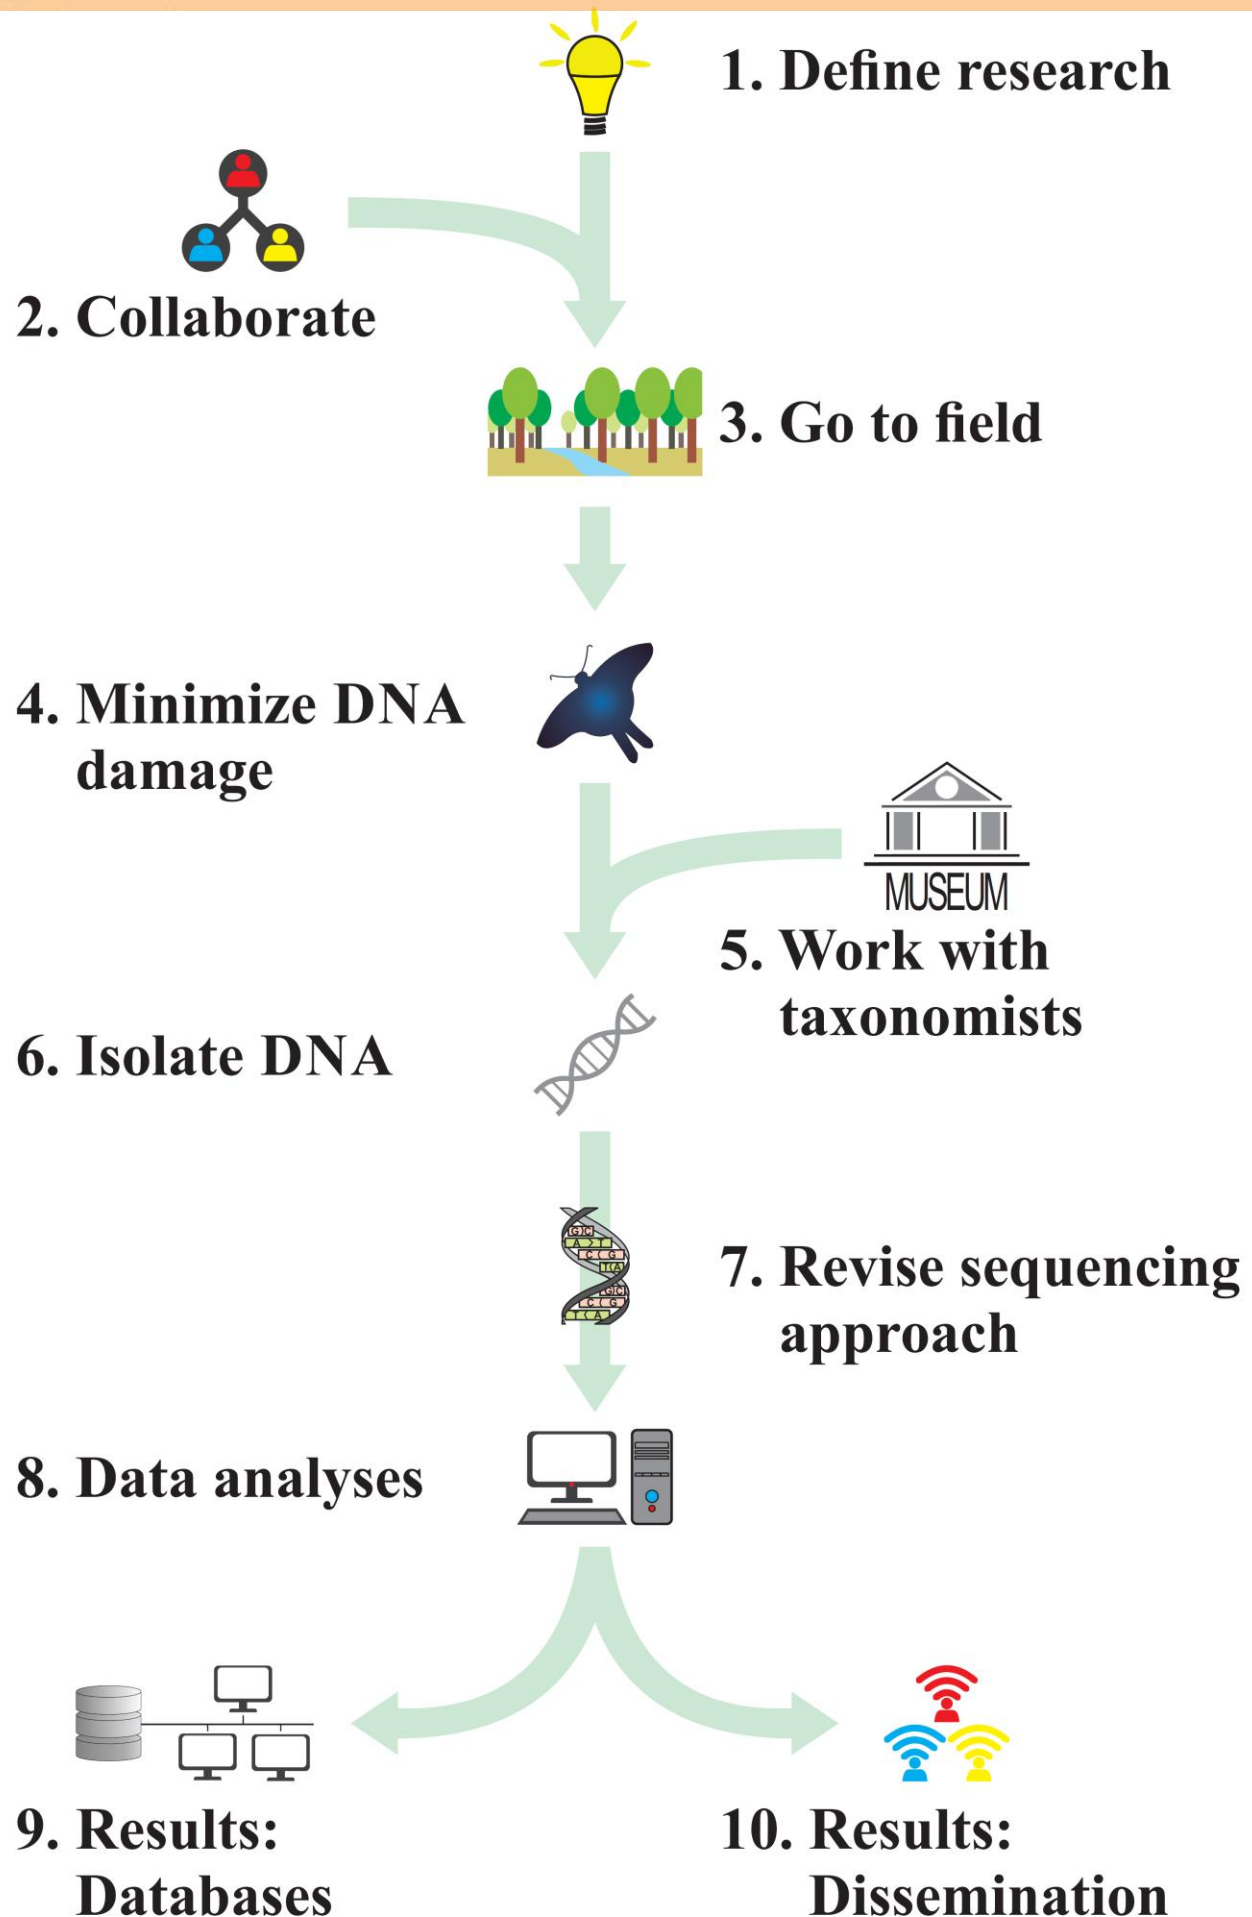 1. Define research
2. Collaborate
3. Go to field
4. Minimize DNA
damage
MUSEUM
5. Work with
taxonomists
6. Isolate DNA
G C
A T
C G
T A
G C
C G
T A
7. Revise sequencing
approach
8. Data analyses
9. Results:
Databases
10. Results:
Dissemination